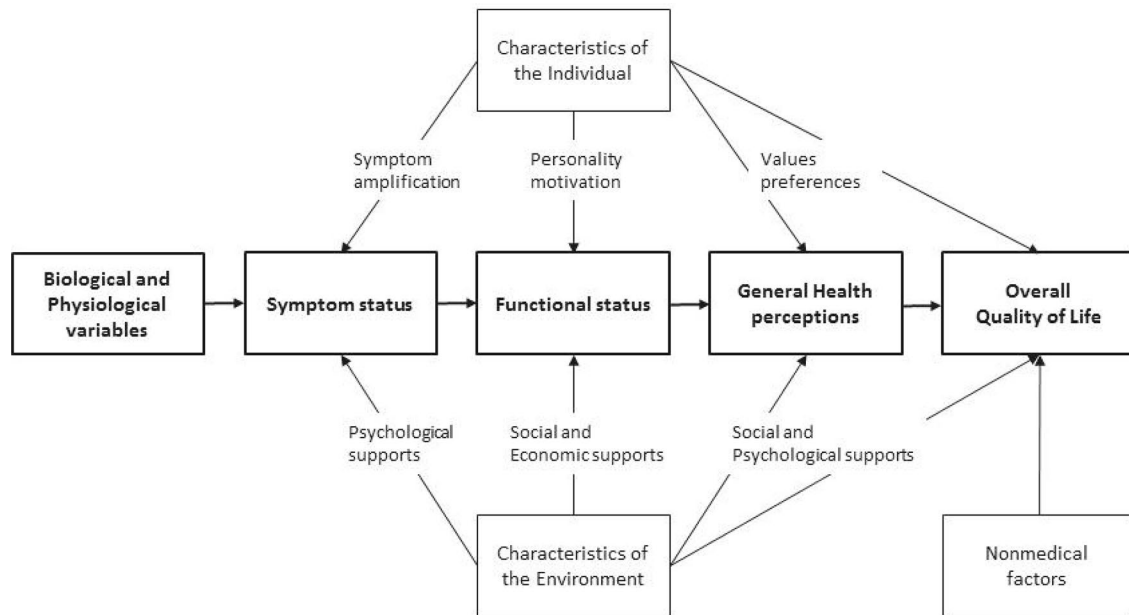 Characteristics of
the Individual
Symptom
amplification
Personality
motivation
Values
preferences
Biological and
Physiological
variables
Symptom status
Functional status
General Health
perceptions
Overall
Quality of Life
Psychological
supports
Social and
Economic supports
Social and
Psychological supports
Characteristics of
the Environment
Nonmedical
factors